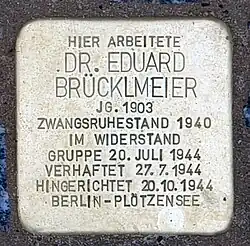 HIER ARBEITETE
DR. EDUARD
BRÜCKLMEIER
JG. 1903
ZWANGSRUHESTAND 1940
IM WIDERSTAND
GRUPPE 20. JULI 1944
VERHAFTET 27.7.1944
HINGERICHTET 20.10.1944
BERLIN-PLÖTZENSEE